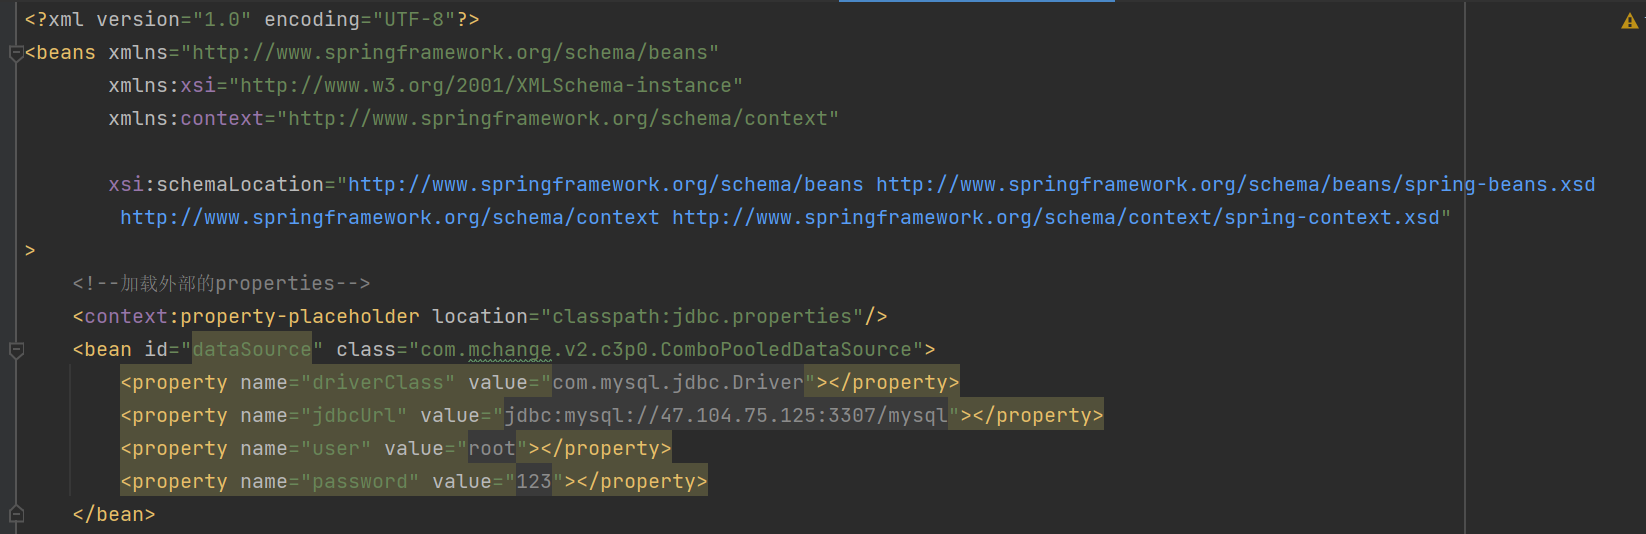 <?xml version="1.0" encoding="UTF-8"?>
<beans xmlns="http://www.springframework.org/schema/beans"
xmlns:xsi="http://www.w3.org/2001/XMLSchema-instance"
xmlns:context="http://www.springframework.org/schema/context"
xsi:schemaLocation="http://www.springframework.org/schema/beans http://www.springframework.org/schema/beans/spring-beans.xsd
http://www.springframework.org/schema/context http://www.springframework.org/schema/context/spring-context.xsd"
>
<!--加载外部的properties-->
<context:property-placeholder location="classpath:jdbc.properties"/>
<bean id="dataSource" class="com.mchange.v2.c3p0.ComboPooledDataSource">
<property name="driverClass" value="com.mysql.jdbc.Driver"></property>
<property name="jdbcUrl" value="jdbc:mysql://47.104.75.125:3307/mysql"></property>
<property name="user" value="root"></property>
<property name="password" value="123"></property>
</bean>